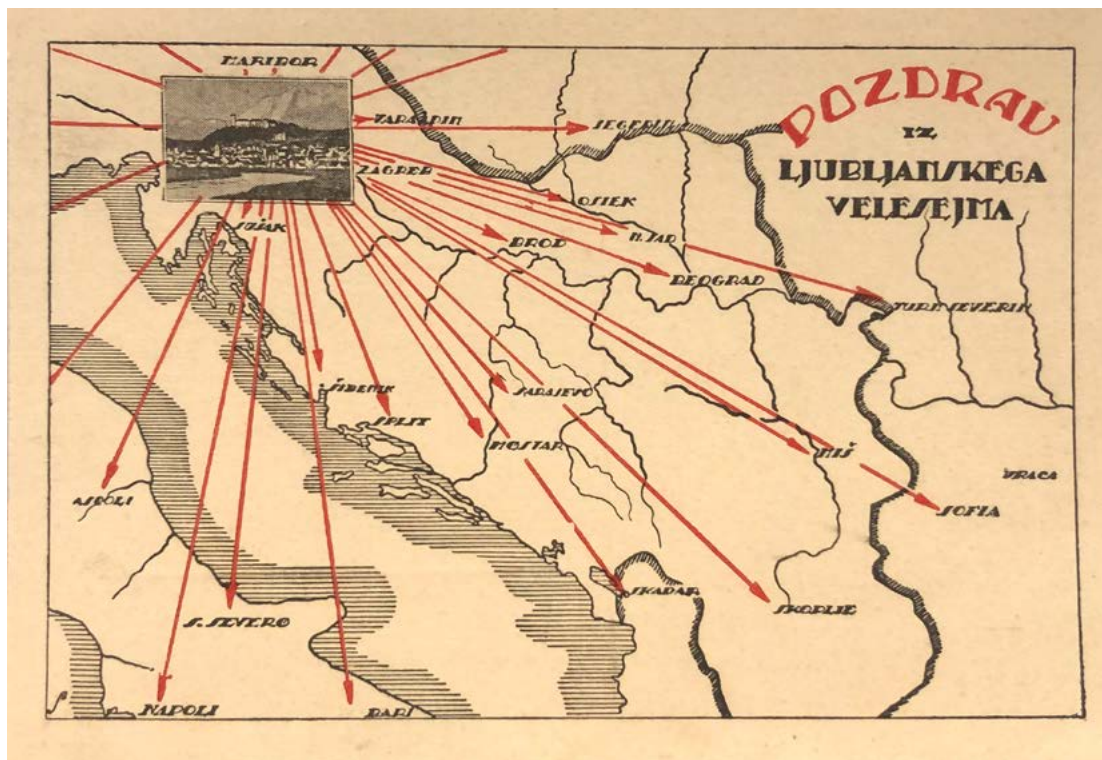 MARIBOR
POZDRAV
IZ
LJUBLJANSKEGA
VELESEJMA
VARAŽDIN
SEGEDIN
ZAGREB
OSIEK
SUŠAK
BROD
N. SAD
BEOGRAD
TURN SEVERIN
ŠIBENIK
SARAJEVO
SPLIT
MOSTAR
NIŠ
VRACA
ASCOLI
SOFIA
SKADAR
SKOPLJE
S. SEVERO
NAPOLI
BARI